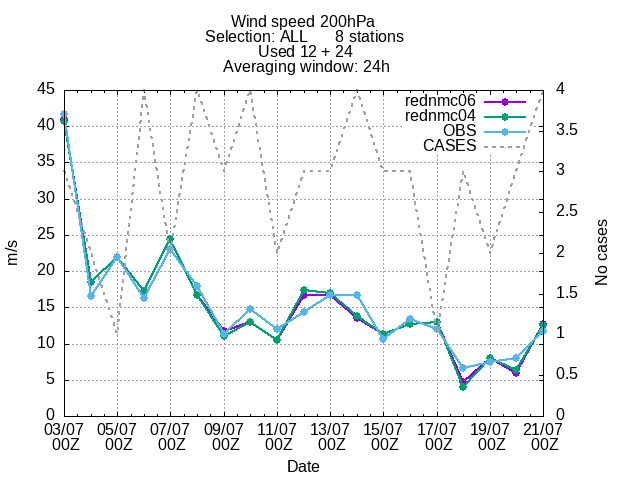 Wind speed 200hPa
Selection: ALL 8 stations
Used 12 + 24
Averaging window: 24h
rednmc06
rednmc04
OBS
CASES
45
40
35
30
25
20
15
10
5
0
m/s
4
3.5
3
2.5
2
1.5
1
0.5
0
No cases
03/07 05/07 07/07 09/07 11/07 13/07 15/07 17/07 19/07 21/07
00Z 00Z 00Z 00Z 00Z 00Z 00Z 00Z 00Z 00Z
Date